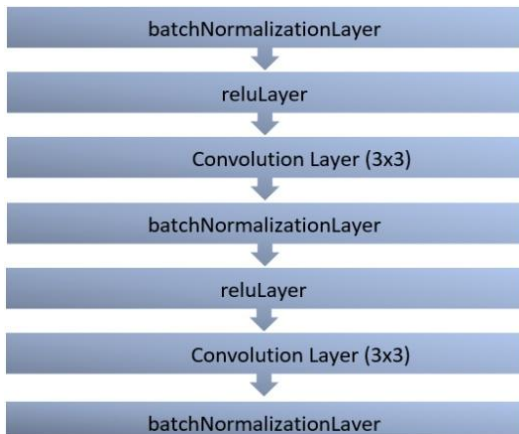 batchNormalizationLayer
reluLayer
Convolution Layer (3x3)
batchNormalizationLayer
reluLayer
Convolution Layer (3x3)
batchNormalizationLayer